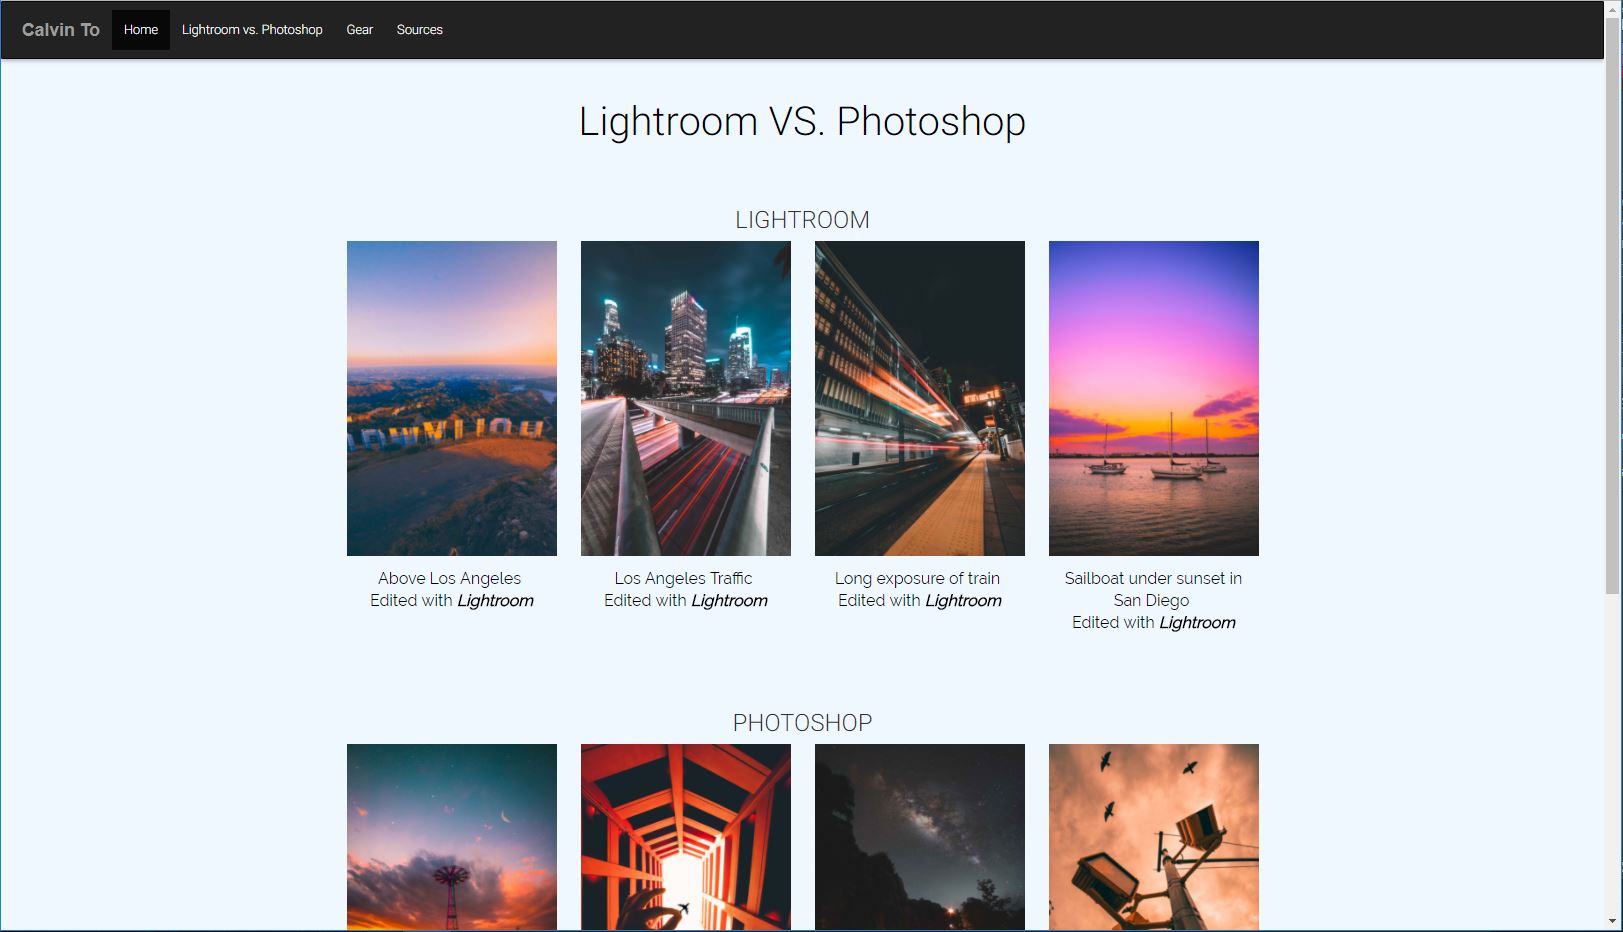 Calvin To Home Lightroom vs. Photoshop Gear Sources
Lightroom VS. Photoshop
LIGHTROOM
Above Los Angeles
Edited with Lightroom
Los Angeles Traffic
Edited with Lightroom
Long exposure of train
Edited with Lightroom
Sailboat under sunset in
San Diego
Edited with Lightroom
PHOTOSHOP